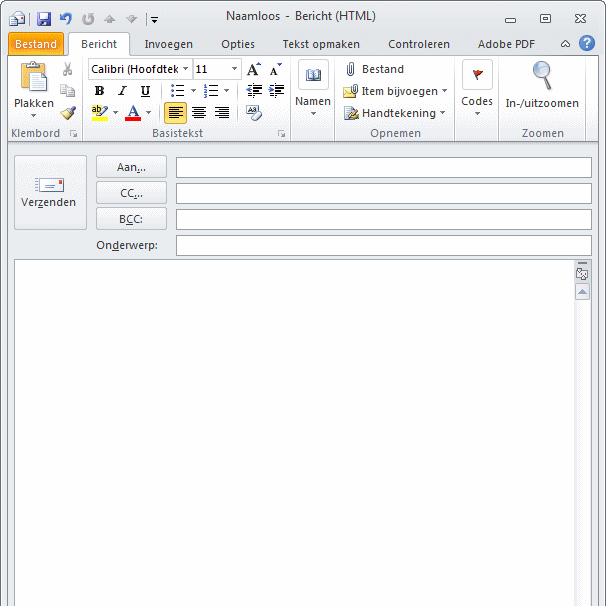 Naamloos - Bericht (HTML)
Bestand Bericht Invoegen Opties Tekst opmaken Controleren Adobe PDF
Calibri (Hoofdtek 11
Plakken
B I U
ab
A
Klembord
Basistekst
Namen
Bestand
Item bijvoegen
Handtekening
Opnemen
Codes
In-/uitzoomen
Zoomen
Verzenden
Aan...
CC...
BCC:
Onderwerp: